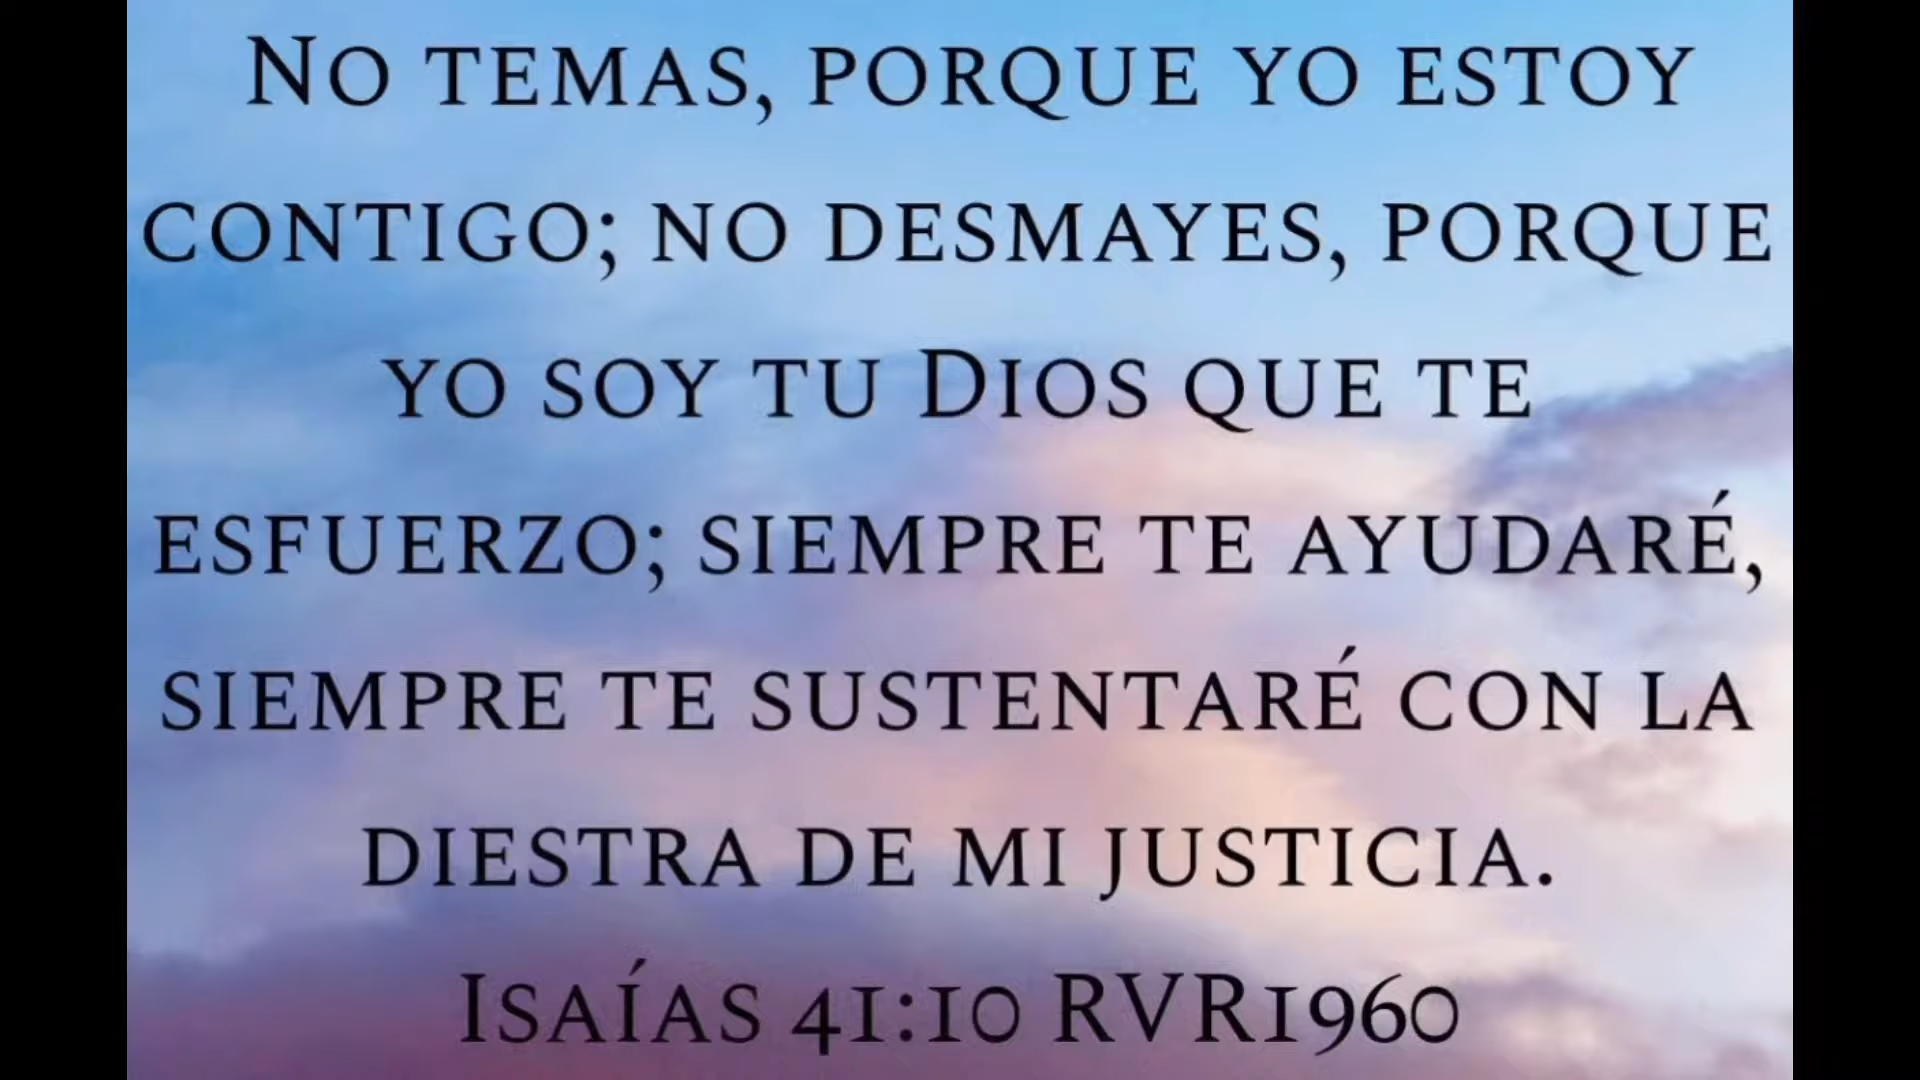 No temas, porque yo estoy
contigo; no desmayes, porque
yo soy tu Dios que te
esfuerzo; siempre te ayudaré,
siempre te sustentaré con la
diestra de mi justicia.
Isaías 41:10 RVR1960